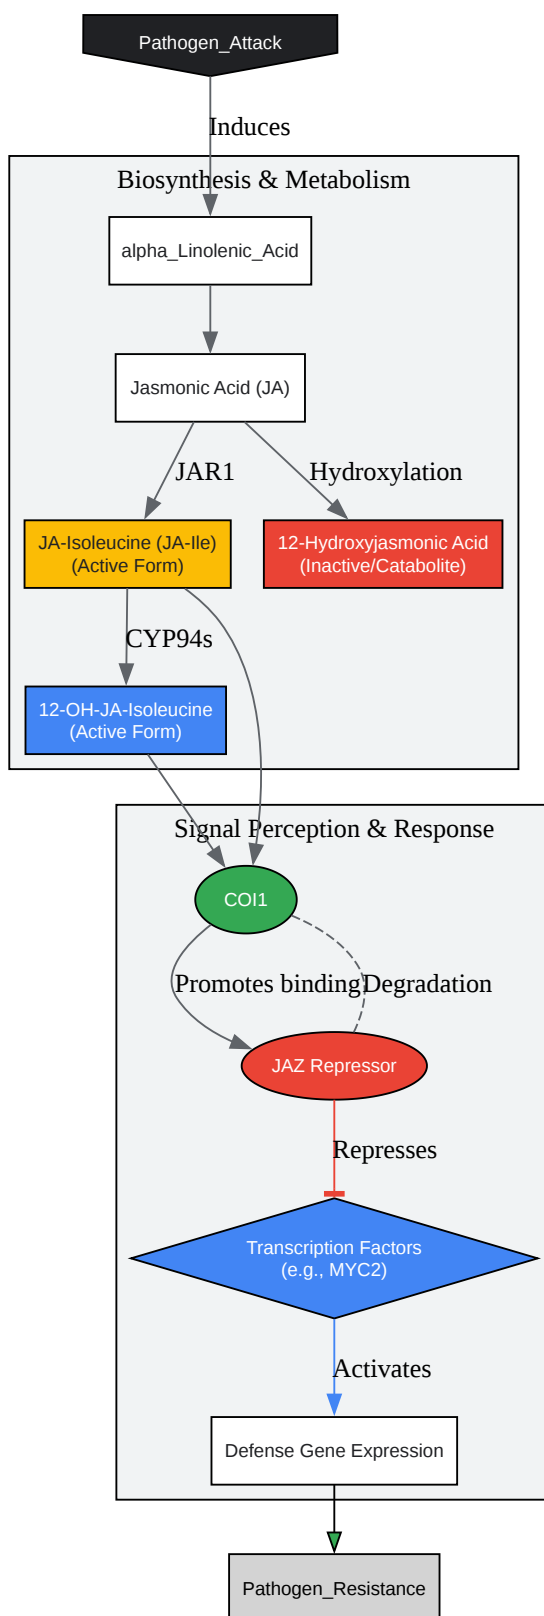 Pathogen_Attack
Induces
Biosynthesis & Metabolism
alpha_Linolenic_Acid
Jasmonic Acid (JA)
JAR1
Hydroxylation
JA-Isoleucine (JA-Ile)
(Active Form)
12-Hydroxyjasmonic Acid
(Inactive/Catabolite)
CYP94s
12-OH-JA-Isoleucine
(Active Form)
Signal Perception & Response
COI1
Promotes binding
Degradation
JAZ Repressor
Represses
Transcription Factors
(e.g., MYC2)
Activates
Defense Gene Expression
Pathogen_Resistance